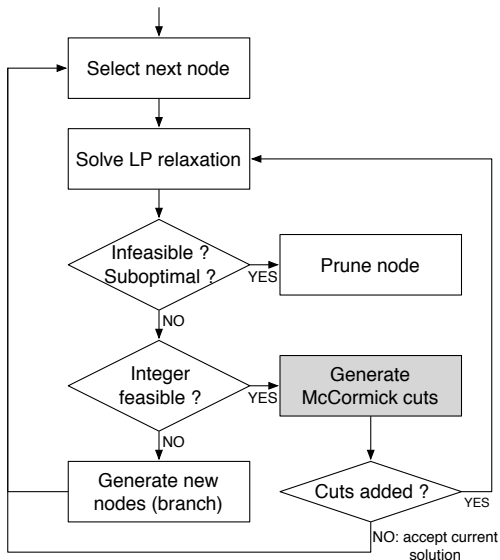 Select next node
Solve LP relaxation
Infeasible ?
Suboptimal ?
YES
Prune node
NO
Integer
feasible ?
YES
Generate
McCormick cuts
NO
Generate new
nodes (branch)
Cuts added ?
YES
NO: accept current
solution